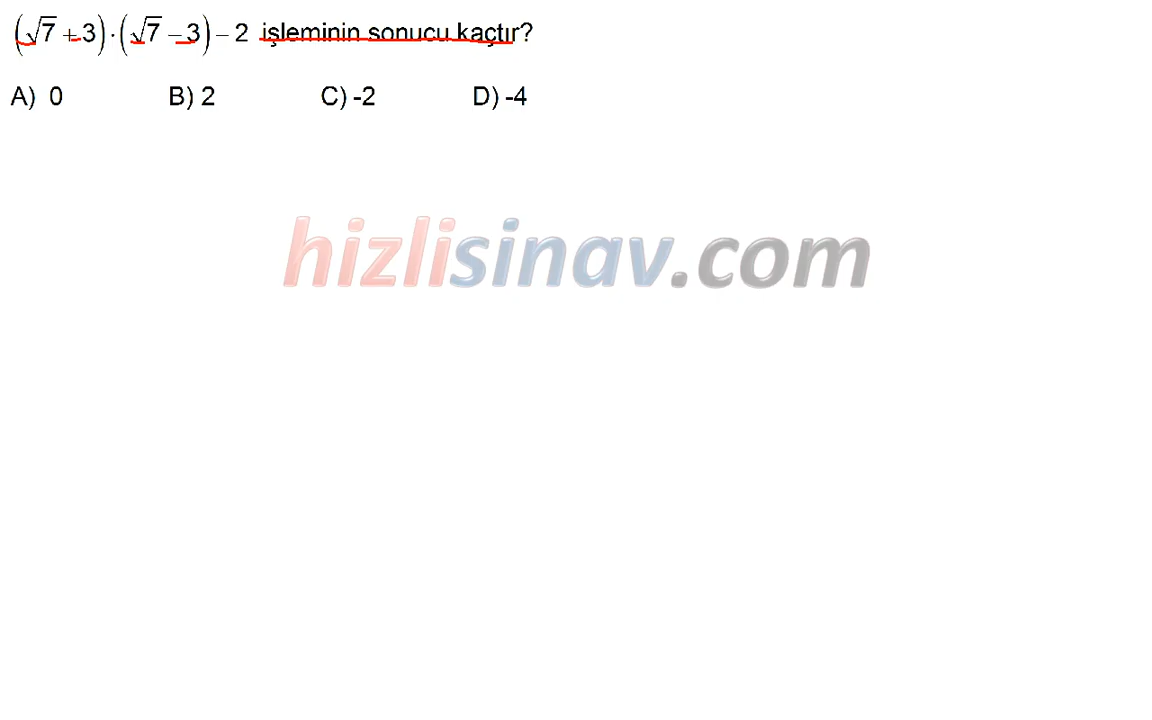 (√7 + 3) · (√7 − 3) − 2 işleminin sonucu kaçtır?
A) 0 B) 2 C) -2 D) -4
hizlisinav.com